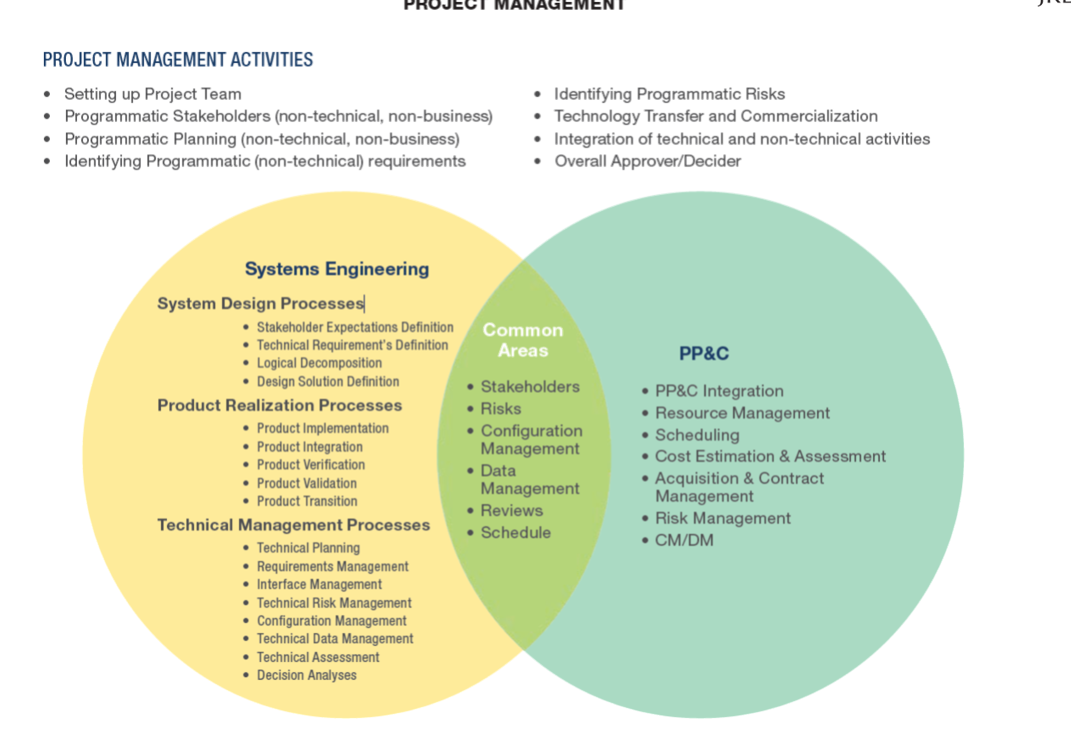 PROJECT MANAGEMENT
PROJECT MANAGEMENT ACTIVITIES
• Setting up Project Team
• Programmatic Stakeholders (non-technical, non-business)
• Programmatic Planning (non-technical, non-business)
• Identifying Programmatic (non-technical) requirements
• Identifying Programmatic Risks
• Technology Transfer and Commercialization
• Integration of technical and non-technical activities
• Overall Approver/Decider
Systems Engineering
System Design Processes
• Stakeholder Expectations Definition
• Technical Requirement's Definition
• Logical Decomposition
• Design Solution Definition
Product Realization Processes
• Product Implementation
• Product Integration
• Product Verification
• Product Validation
• Product Transition
Technical Management Processes
• Technical Planning
• Requirements Management
• Interface Management
• Technical Risk Management
• Configuration Management
• Technical Data Management
• Technical Assessment
• Decision Analyses
Common
Areas
• Stakeholders
• Risks
• Configuration
Management
• Data
Management
• Reviews
• Schedule
PP&C
• PP&C Integration
• Resource Management
• Scheduling
• Cost Estimation & Assessment
• Acquisition & Contract
Management
• Risk Management
• CM/DM